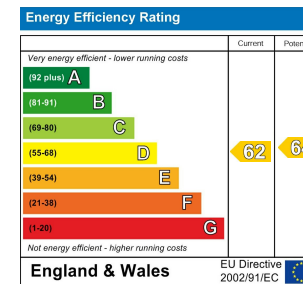 Energy Efficiency Rating
Current
Very energy efficient - lower running costs
(92 plus) A
(81-91) B
(69-80) C
(55-68) D
62
(39-54) E
(21-38) F
(1-20) G
Not energy efficient - higher running costs
England & Wales
EU Directive
2002/91/EC